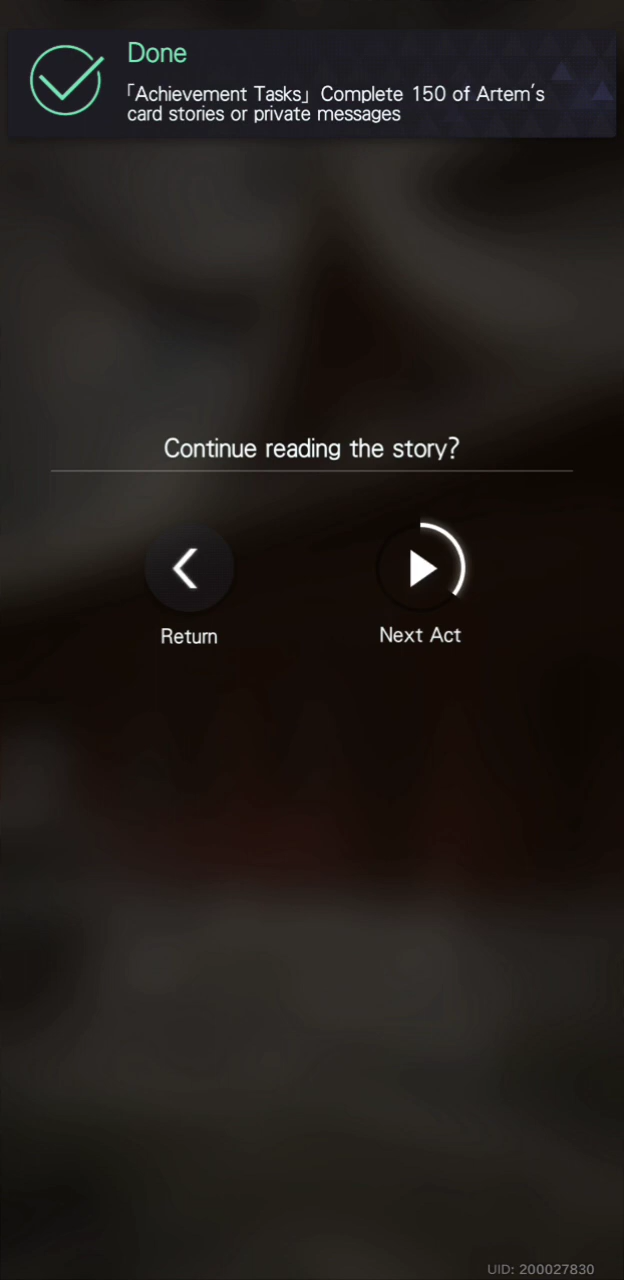 Done
「Achievement Tasks」 Complete 150 of Artem's
card stories or private messages
Continue reading the story?
Return
Next Act
UID: 200027830